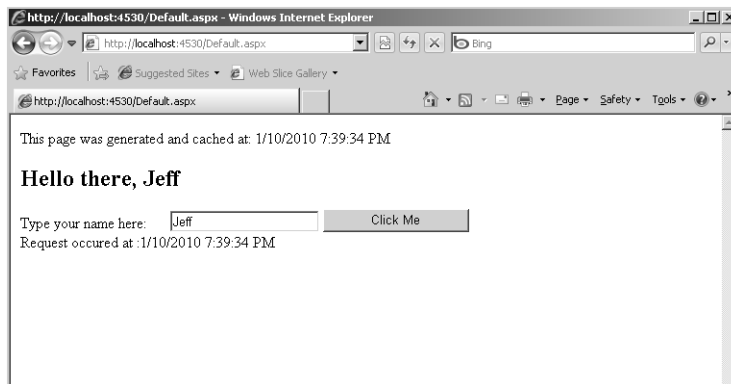 http://localhost:4530/Default.aspx - Windows Internet Explorer
http://localhost:4530/Default.aspx
Bing
Favorites Suggested Sites Web Slice Gallery
http://localhost:4530/Default.aspx
Page Safety Tools
This page was generated and cached at: 1/10/2010 7:39:34 PM
Hello there, Jeff
Type your name here: Jeff Click Me
Request occured at :1/10/2010 7:39:34 PM